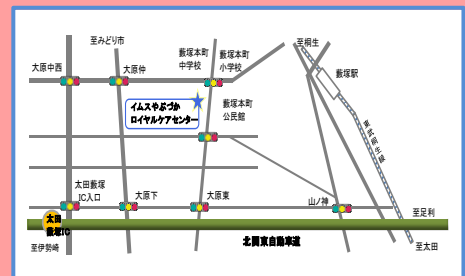 至みどり市
藪塚本町
中学校
藪塚本町
小学校
至桐生
大原中西
大原仲
藪塚駅
イムスやぶづか
ロイヤルケアセンター
藪塚本町
公民館
東武桐生線
太田藪塚
IC入口
大原下
大原東
山ノ神
太田
藪塚IC
至足利
至伊勢崎
北関東自動車道
至太田